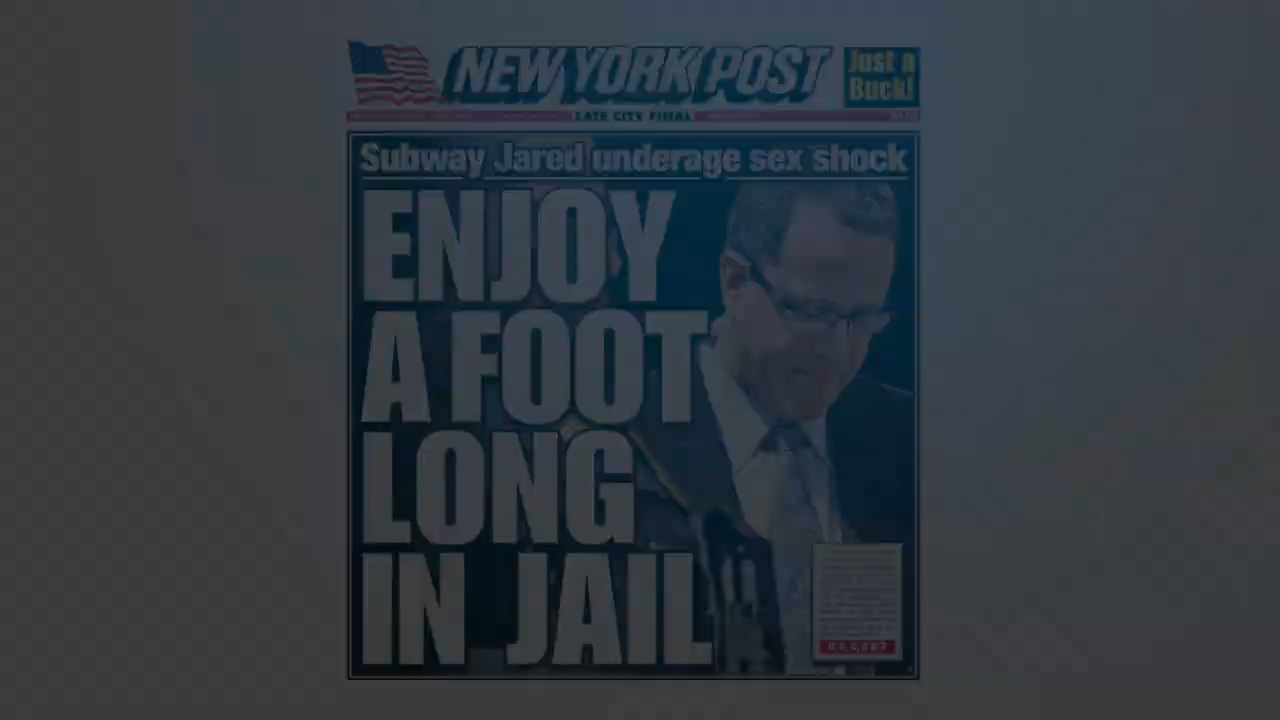 NEW YORK POST
Just a
Buck!
LATE CITY FINAL
Subway Jared underage sex shock
ENJOY
A FOOT
LONG
IN JAIL